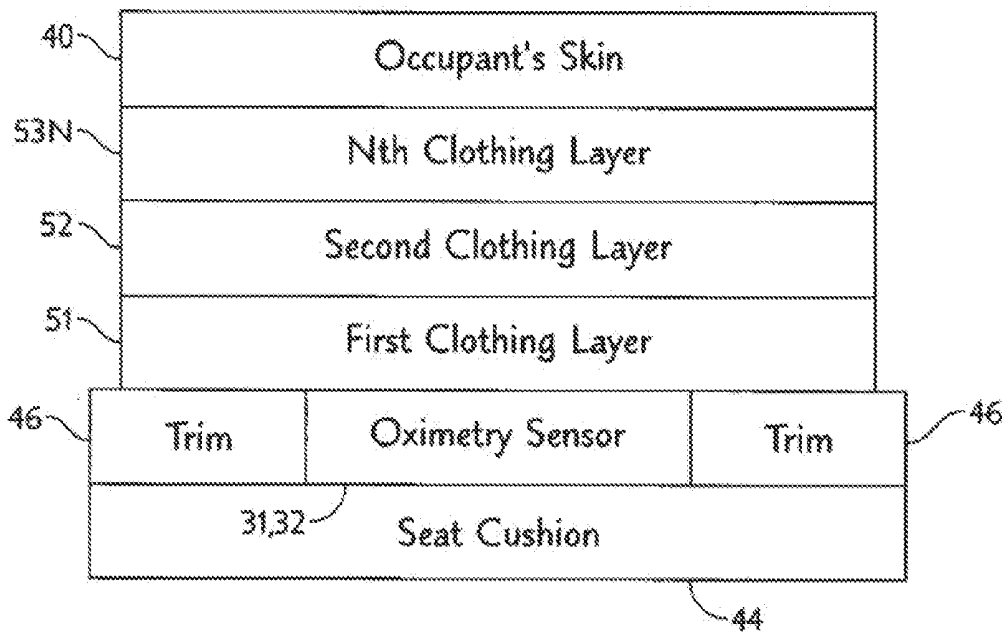 40
Occupant's Skin
53N
Nth Clothing Layer
52
Second Clothing Layer
51
First Clothing Layer
46
Trim
Oximetry Sensor
Trim
46
31,32
Seat Cushion
44